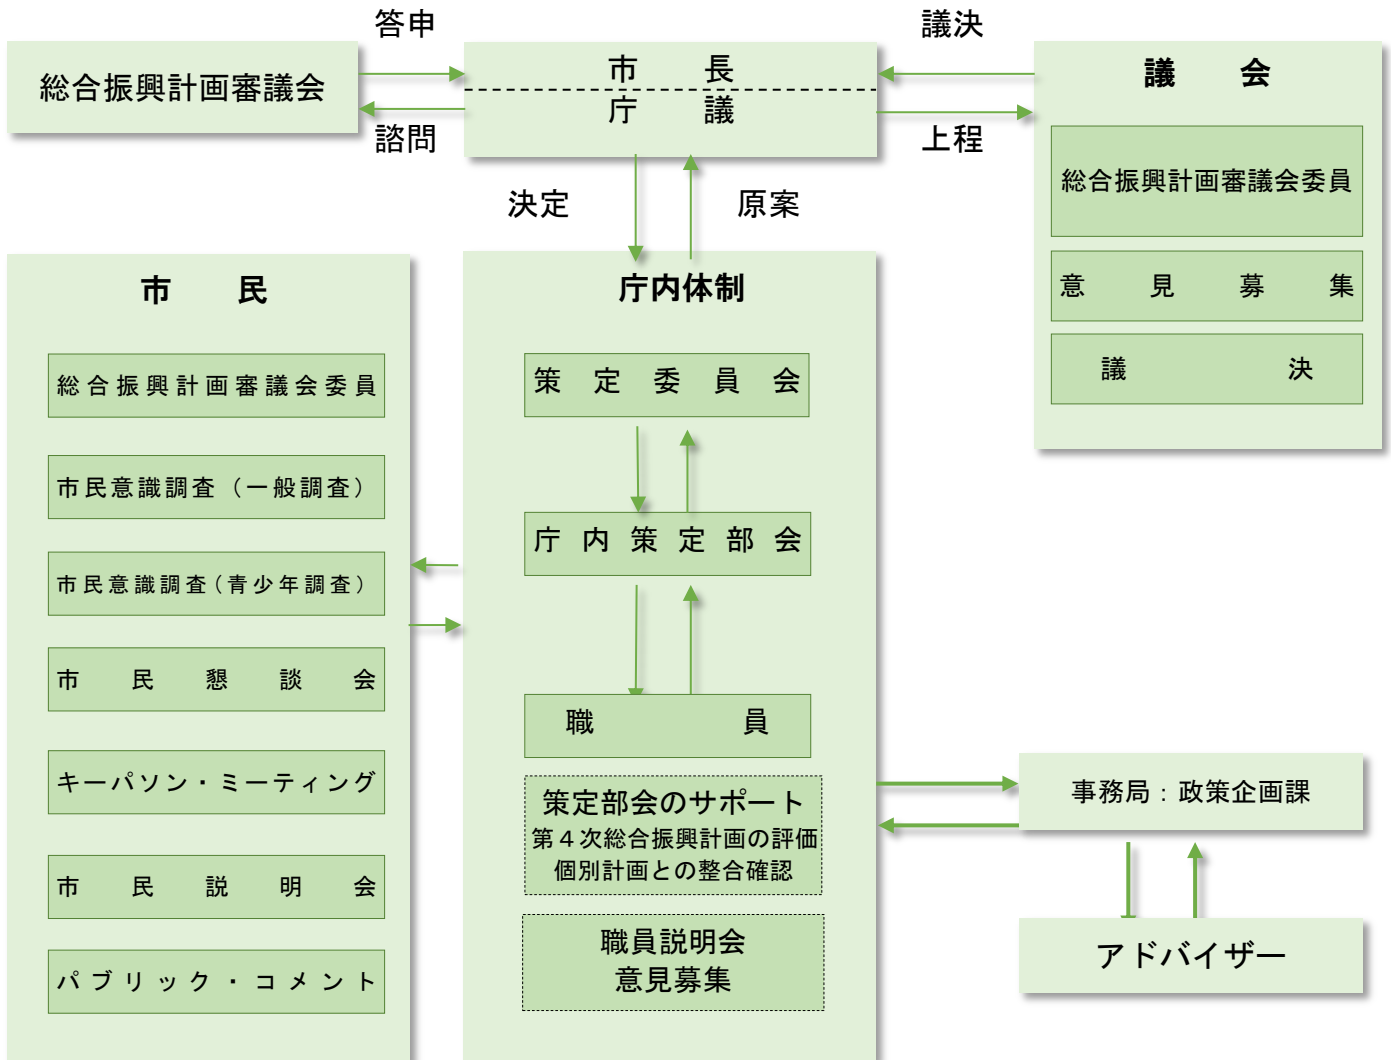 答申
議決
総合振興計画審議会
市長
庁議
議会
諮問
上程
総合振興計画審議会委員
意見募集
議決
決定
原案
市民
総合振興計画審議会委員
市民意識調査（一般調査）
市民意識調査（青少年調査）
市民懇談会
キーパソン・ミーティング
市民説明会
パブリック・コメント
庁内体制
策定委員会
庁内策定部会
職員
策定部会のサポート
第４次総合振興計画の評価
個別計画との整合確認
職員説明会
意見募集
事務局：政策企画課
アドバイザー